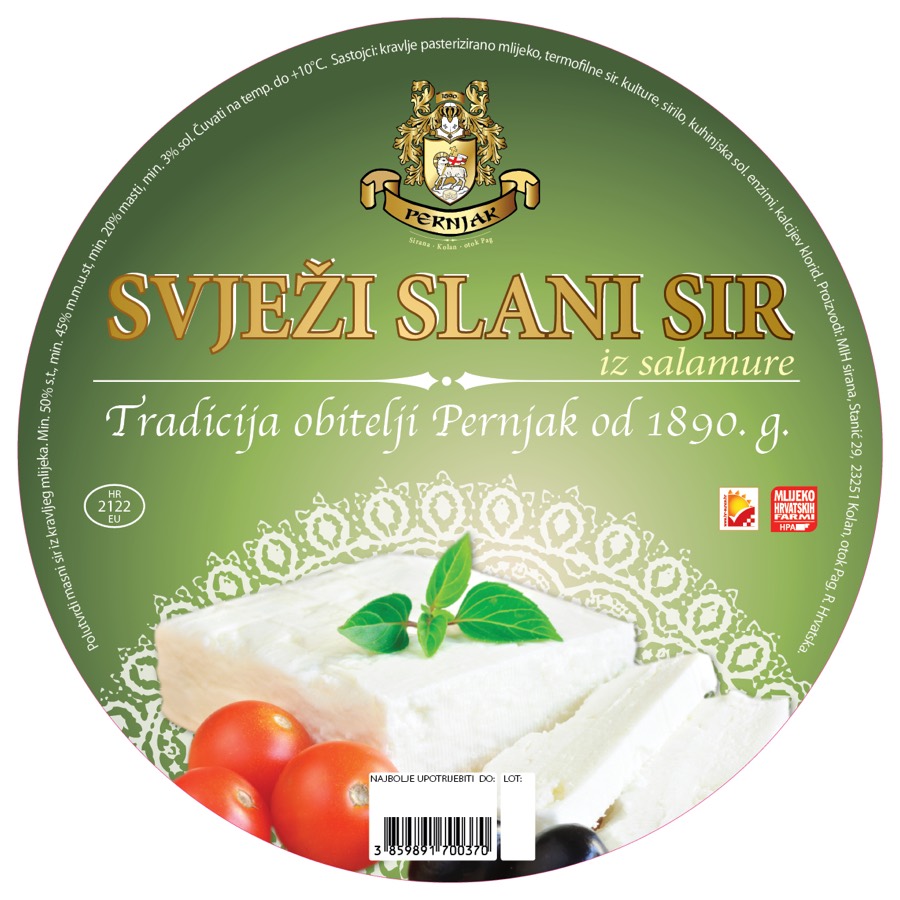 Polutvrdi masni sir iz kravljeg mlijeka. Min. 50% s.t., min. 45% m.m.u.st, min. 20% masti, min. 3% sol. Čuvati na temp. do +10°C. Sastojci: kravlje pasterizirano mlijeko, termofilne sir. kulture, sirilo, kuhinjska sol, enzimi, kalcijev klorid. Proizvodi: MIH sirana, Stanić 29, 23251 Kolan, otok Pag, R. Hrvatska.
1890
PERNJAK
Sirana · Kolan · otok Pag
SVJEŽI SLANI SIR
iz salamure
Tradicija obitelji Pernjak od 1890. g.
HR
2122
EU
MLIJEKO
HRVATSKIH
FARMI
HPA
NAJBOLJE UPOTRIJEBITI DO: LOT:
3 859891 700370